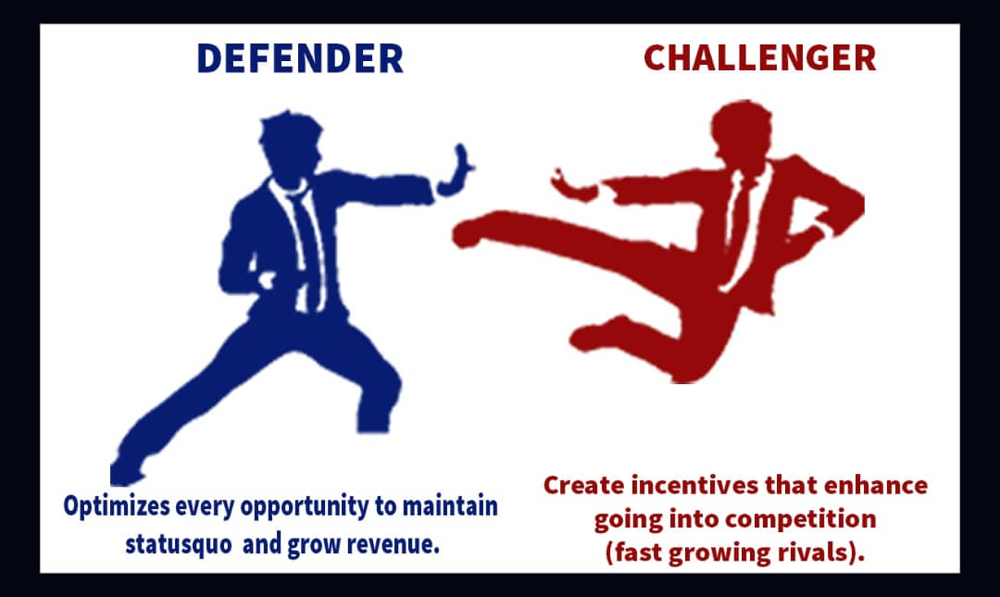 DEFENDER
CHALLENGER
Optimizes every opportunity to maintain
statusquo and grow revenue.
Create incentives that enhance
going into competition
(fast growing rivals).